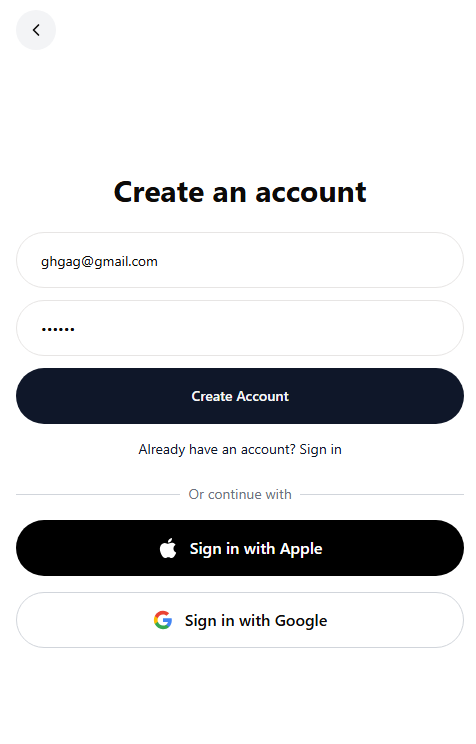 Create an account
ghgag@gmail.com
••••••
Create Account
Already have an account? Sign in
Or continue with
Sign in with Apple
Sign in with Google